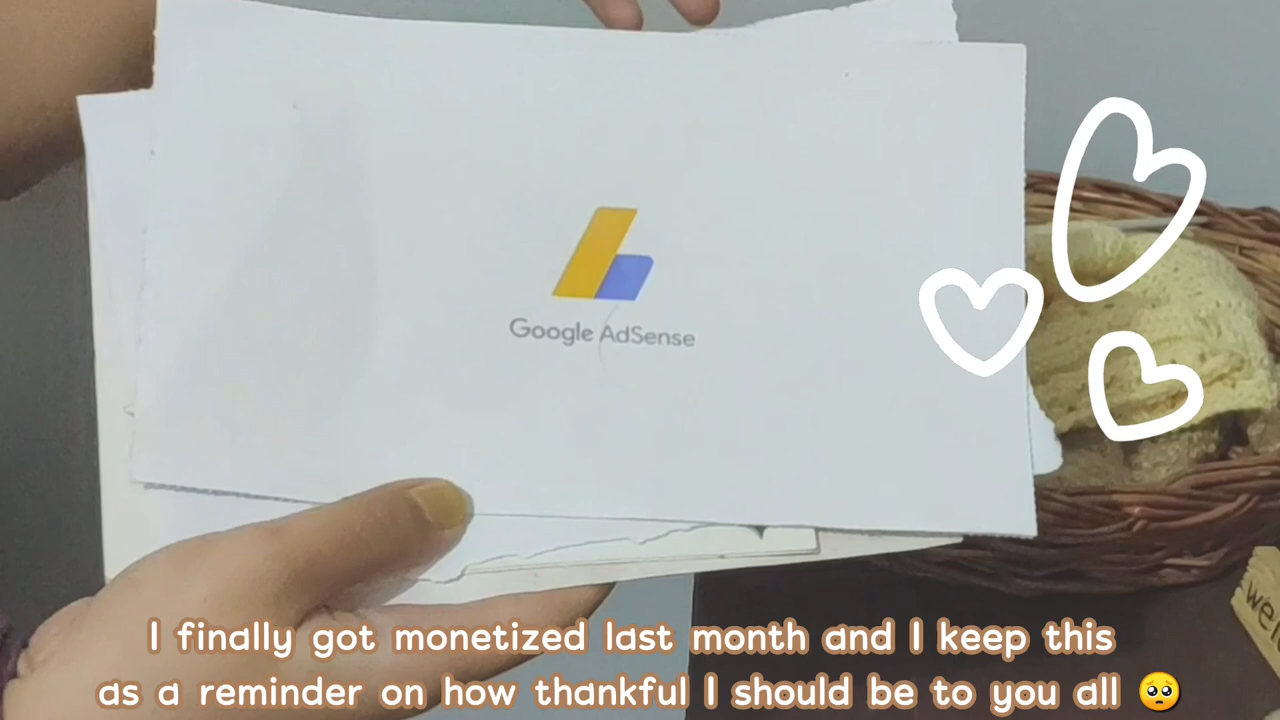 Google AdSense
we
I finally got monetized last month and I keep this
as a reminder on how thankful I should be to you all 🥺